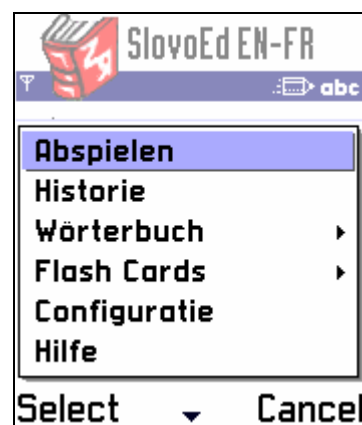 SlovoEd EN-FR
abc
Abspielen
Historie
Wörterbuch
Flash Cards
Configuratie
Hilfe
Select Cancel